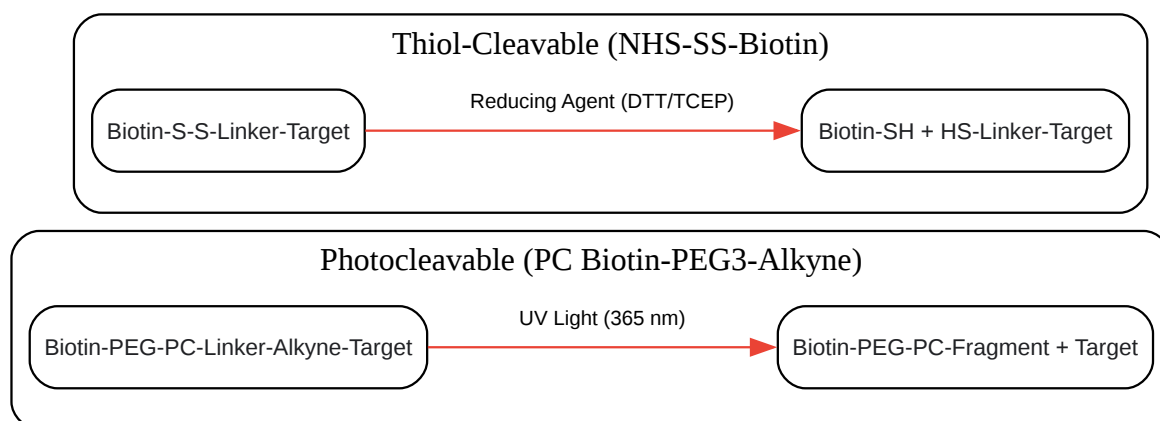 Thiol-Cleavable (NHS-SS-Biotin)
Reducing Agent (DTT/TCEP)
Biotin-S-S-Linker-Target
Biotin-SH + HS-Linker-Target
Photocleavable (PC Biotin-PEG3-Alkyne)
UV Light (365 nm)
Biotin-PEG-PC-Linker-Alkyne-Target
Biotin-PEG-PC-Fragment + Target